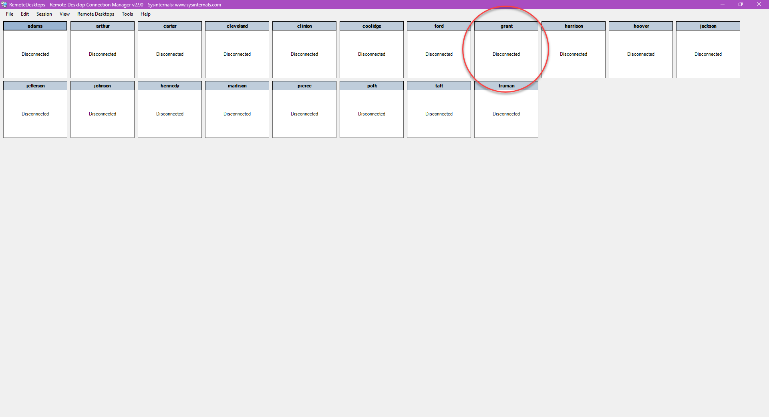 RemoteDesktops - Remote Desktop Connection Manager v2.90 - Sysinternals: www.sysinternals.com
File Edit Session View Remote Desktops Tools Help
adams arthur carter cleveland clinton coolidge ford grant harrison hoover jackson
Disconnected Disconnected Disconnected Disconnected Disconnected Disconnected Disconnected Disconnected Disconnected Disconnected Disconnected
jefferson johnson kennedy madison pierce polk taft truman
Disconnected Disconnected Disconnected Disconnected Disconnected Disconnected Disconnected Disconnected